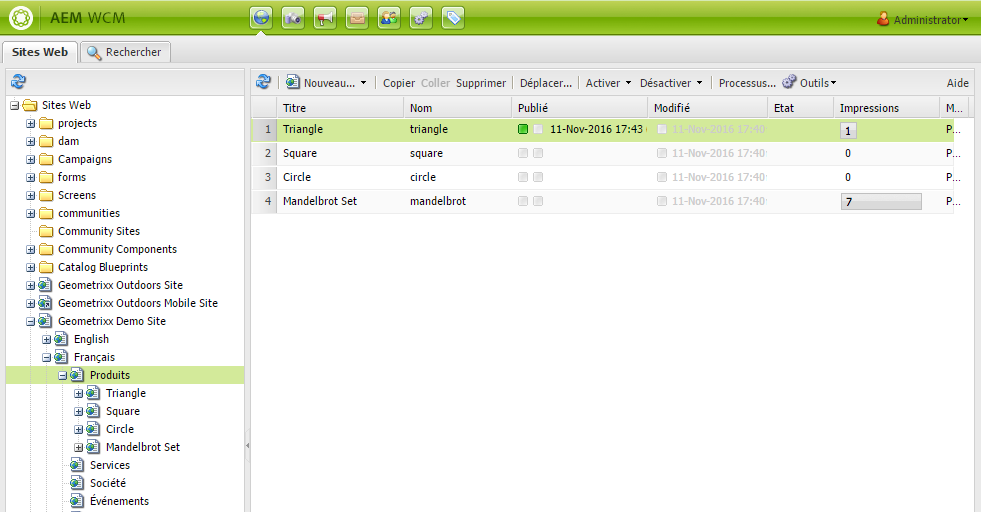 AEM WCM
Administrator
Sites Web
Rechercher
Sites Web
projects
dam
Campaigns
forms
Screens
communities
Community Sites
Community Components
Catalog Blueprints
Geometrixx Outdoors Site
Geometrixx Outdoors Mobile Site
Geometrixx Demo Site
English
Français
Produits
Triangle
Square
Circle
Mandelbrot Set
Services
Société
Événements
Nouveau... Copier Coller Supprimer Déplacer... Activer Désactiver Processus... Outils Aide
Titre Nom Publié Modifié Etat Impressions M...
1 Triangle triangle 11-Nov-2016 17:43 11-Nov-2016 17:40 1 P...
2 Square square 11-Nov-2016 17:40 0 P...
3 Circle circle 11-Nov-2016 17:40 0 P...
4 Mandelbrot Set mandelbrot 11-Nov-2016 17:40 7 P...